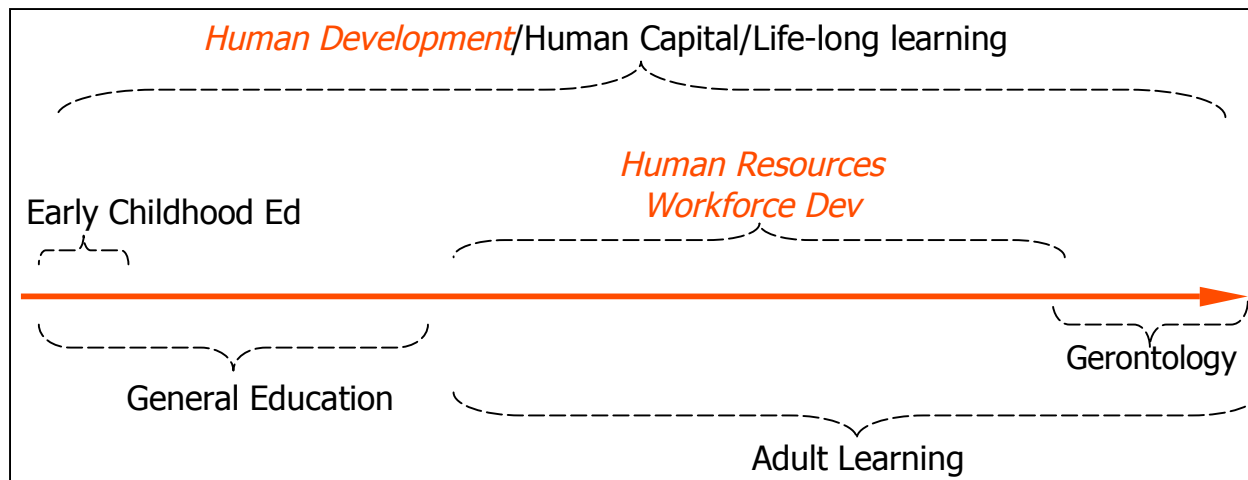 Human Development/Human Capital/Life-long learning
Human Resources
Workforce Dev
Early Childhood Ed
Gerontology
General Education
Adult Learning